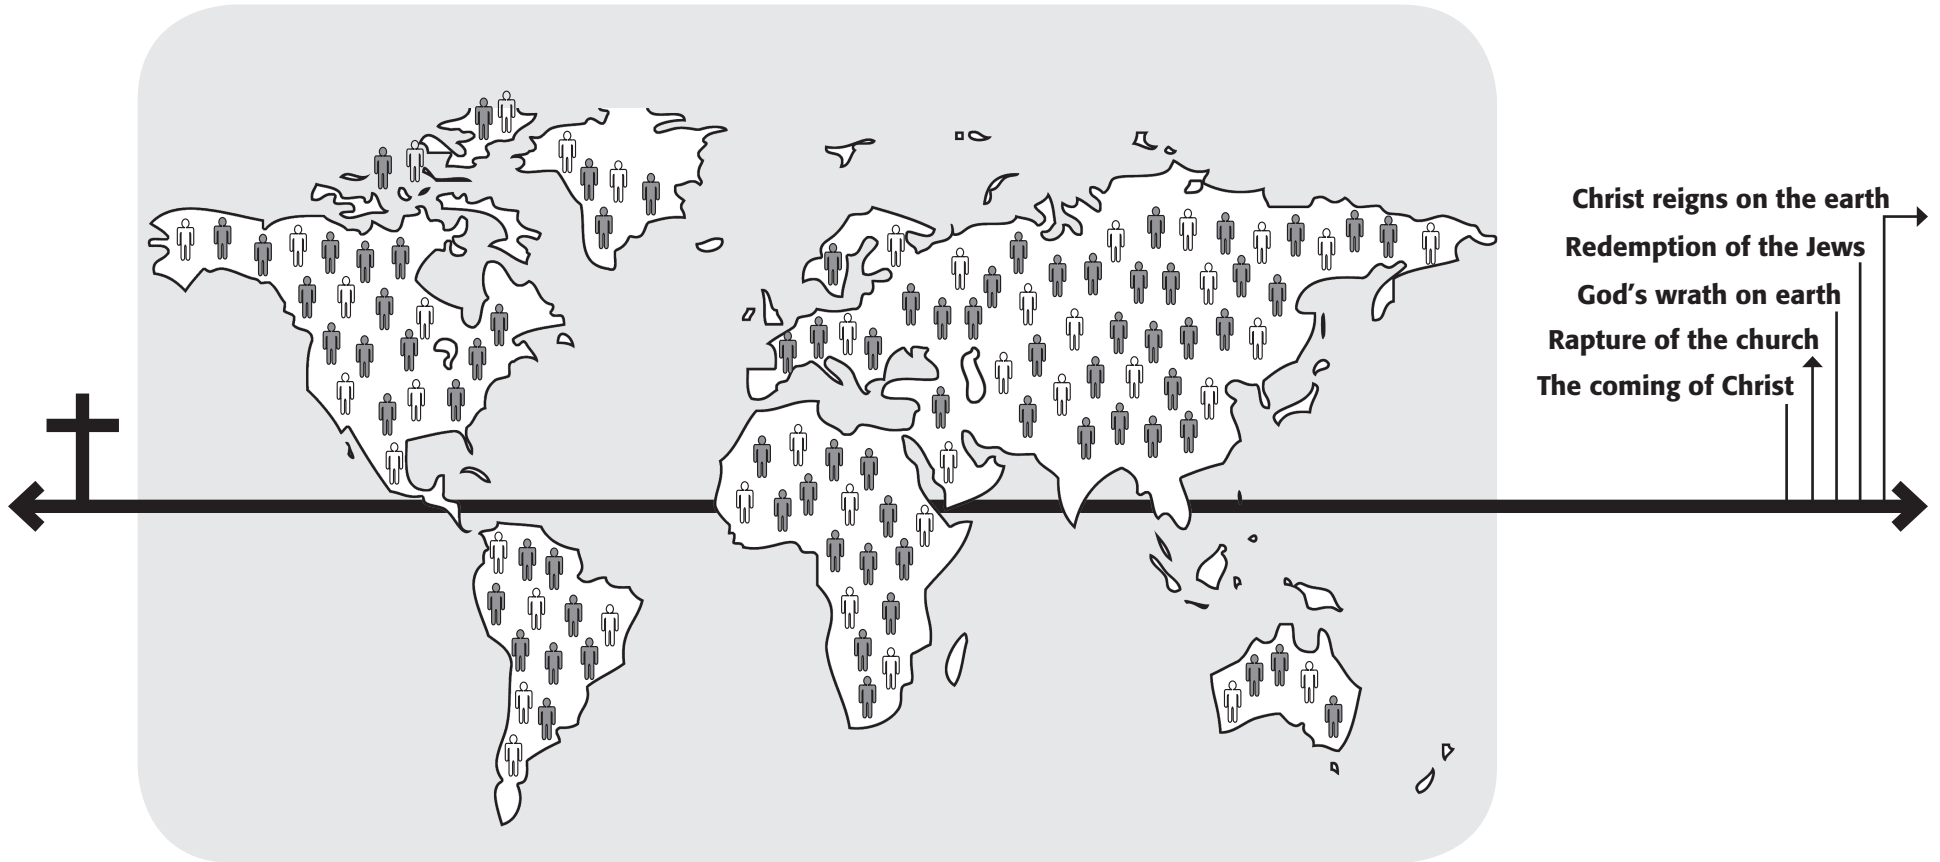 Christ reigns on the earth
Redemption of the Jews
God’s wrath on earth
Rapture of the church
The coming of Christ